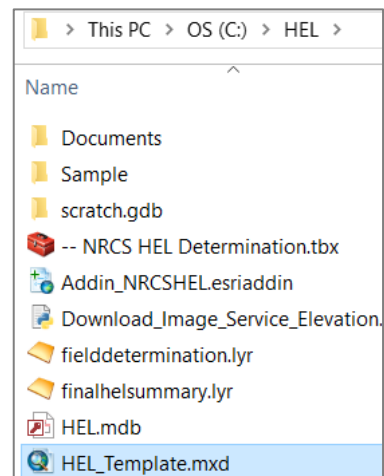 This PC > OS (C:) > HEL >
Name
Documents
Sample
scratch.gdb
-- NRCS HEL Determination.tbx
Addin_NRCSHEL.esriaddin
Download_Image_Service_Elevation.
fielddetermination.lyr
finalhelsummary.lyr
HEL.mdb
HEL_Template.mxd